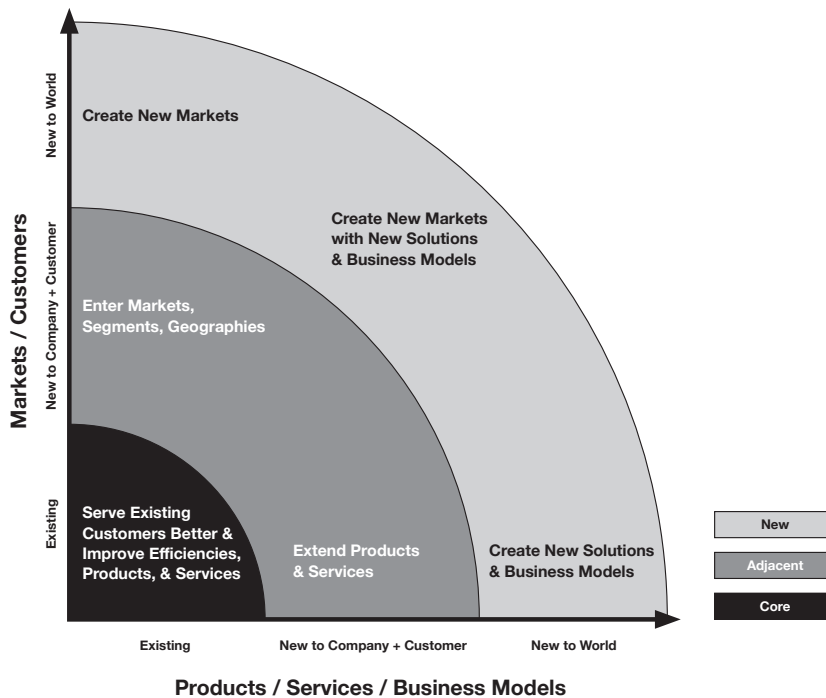 Markets / Customers
New to World
New to Company + Customer
Existing
Create New Markets
Create New Markets
with New Solutions
& Business Models
Enter Markets,
Segments, Geographies
Serve Existing
Customers Better &
Improve Efficiencies,
Products, & Services
Extend Products
& Services
Create New Solutions
& Business Models
New
Adjacent
Core
Existing
New to Company + Customer
New to World
Products / Services / Business Models